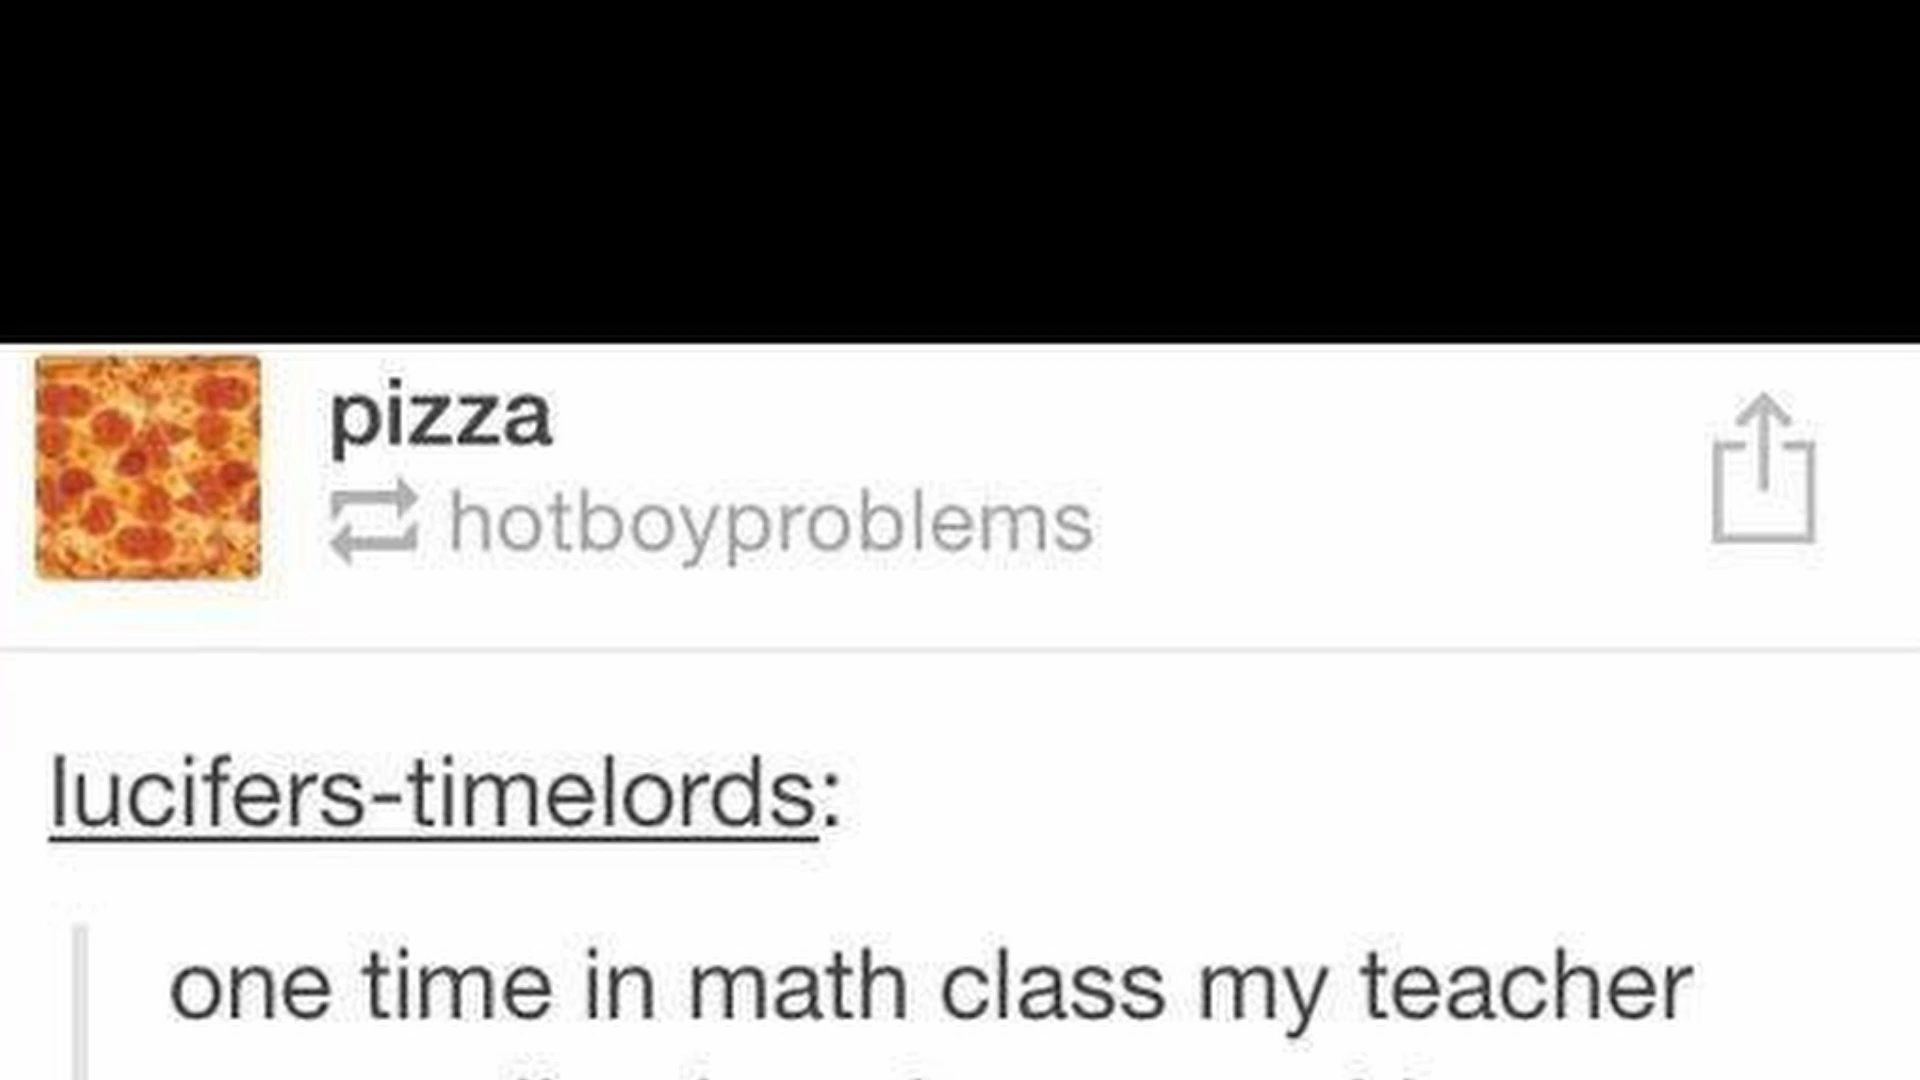 pizza
hotboyproblems
lucifers-timelords:
one time in math class my teacher